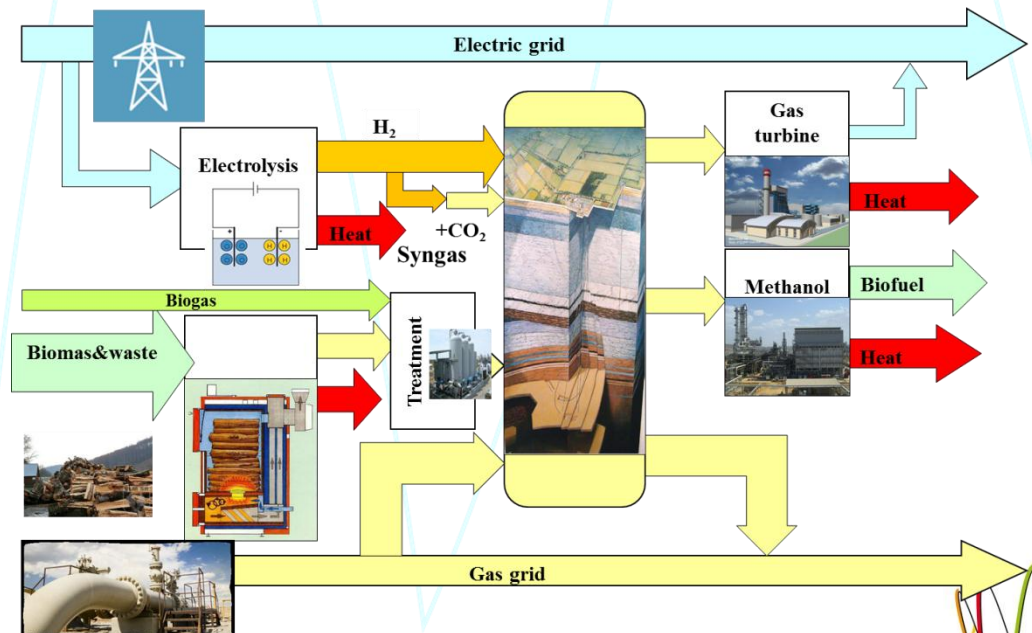 Electric grid
H2
Gas
turbine
Electrolysis
Heat
+CO2
Syngas
Heat
Biogas
Biomas&waste
Treatment
Methanol
Biofuel
Heat
Gas grid